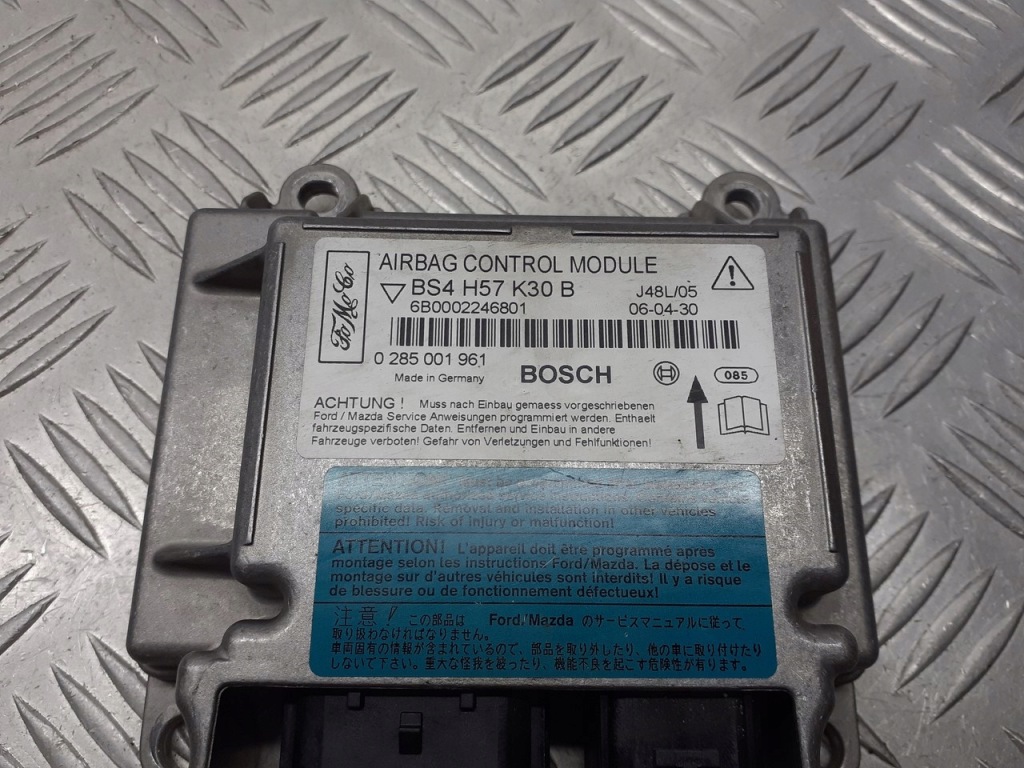 FoMoCo
AIRBAG CONTROL MODULE
BS4 H57 K30 B
J48L/05
6B0002246801
06-04-30
0 285 001 961
Made in Germany
BOSCH
085
ACHTUNG ! Muss nach Einbau gemaess vorgeschriebenen
Ford / Mazda Service Anweisungen programmiert werden. Enthaelt
fahrzeugspezifische Daten. Entfernen und Einbau in andere
Fahrzeuge verboten! Gefahr von Verletzungen und Fehlfunktionen!
specific data. Removal and installation in other vehicles
prohibited! Risk of injury or malfunction!
ATTENTION! L'appareil doit être programmé après
montage selon les instructions Ford/Mazda. La dépose et le
montage sur d'autres véhicules sont interdits! Il y a risque
de blessure ou de fonctionnement défectueux!
注意! この部品は Ford/Mazda のサービスマニュアルに従って
取り扱わなければなりません。
車両固有の情報が含まれているので、部品を取り外したり、他の車に取り付けたり
しないで下さい。重大な怪我を被ったり、機能不良を起こす危険性が有ります。